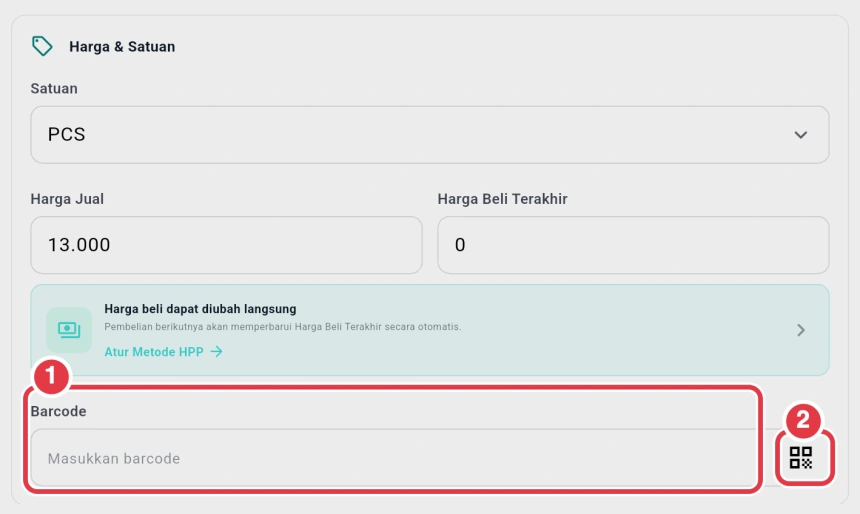 Harga & Satuan
Satuan
PCS
Harga Jual
Harga Beli Terakhir
13.000
0
Harga beli dapat diubah langsung
Pembelian berikutnya akan memperbarui Harga Beli Terakhir secara otomatis.
Atur Metode HPP →
1
Barcode
2
Masukkan barcode